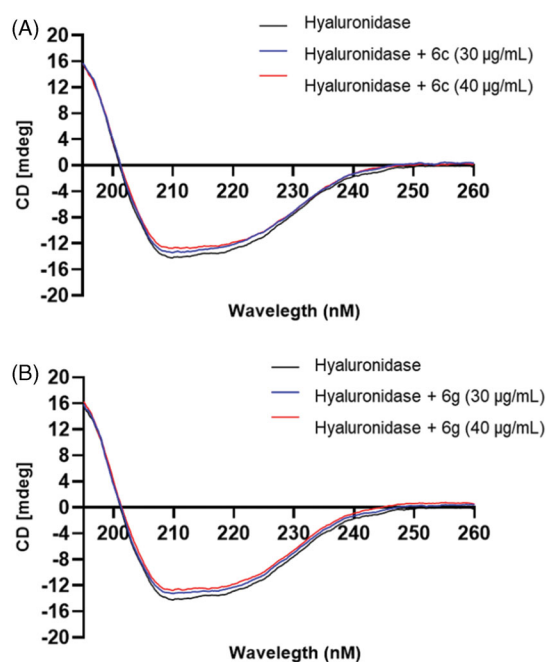 (A)
Hyaluronidase
Hyaluronidase + 6c (30 µg/mL)
Hyaluronidase + 6c (40 µg/mL)
20
16
12
8
4
0
-4
-8
-12
-16
-20
CD [mdeg]
200 210 220 230 240 250 260
Wavelegth (nM)
(B)
Hyaluronidase
Hyaluronidase + 6g (30 µg/mL)
Hyaluronidase + 6g (40 µg/mL)
20
16
12
8
4
0
-4
-8
-12
-16
-20
CD [mdeg]
200 210 220 230 240 250 260
Wavelegth (nM)